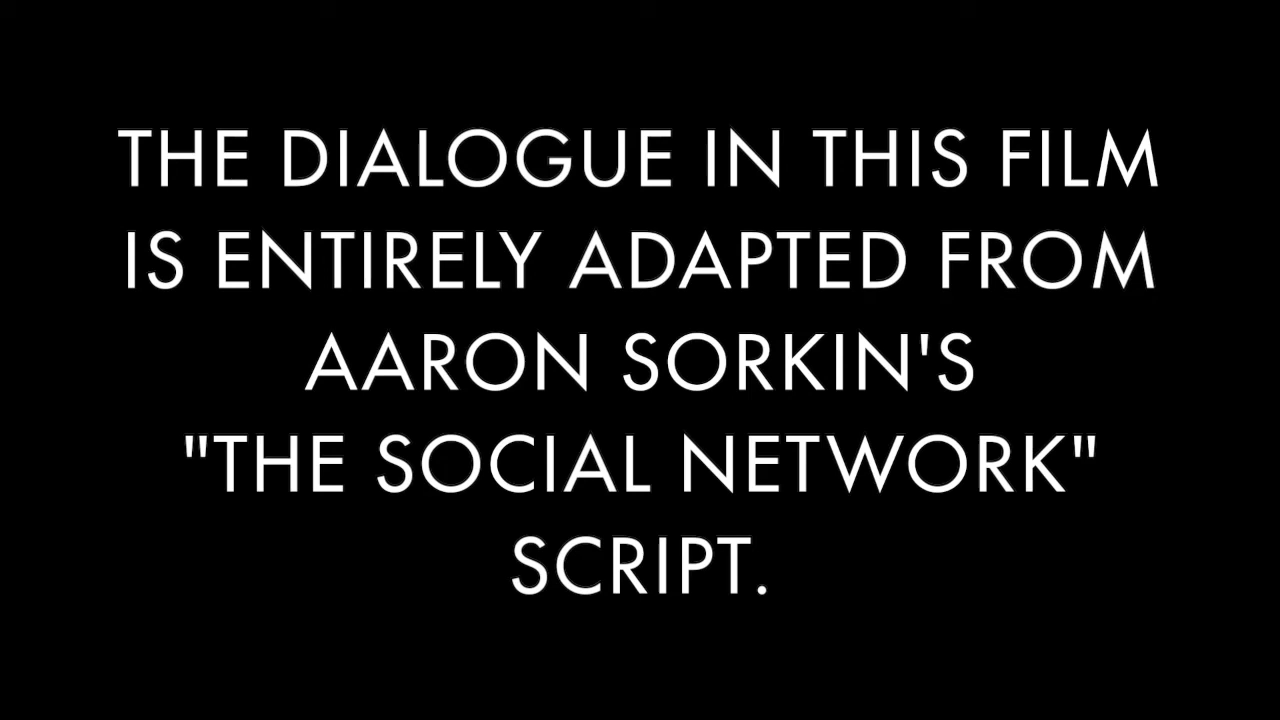 THE DIALOGUE IN THIS FILM
IS ENTIRELY ADAPTED FROM
AARON SORKIN'S
"THE SOCIAL NETWORK"
SCRIPT.